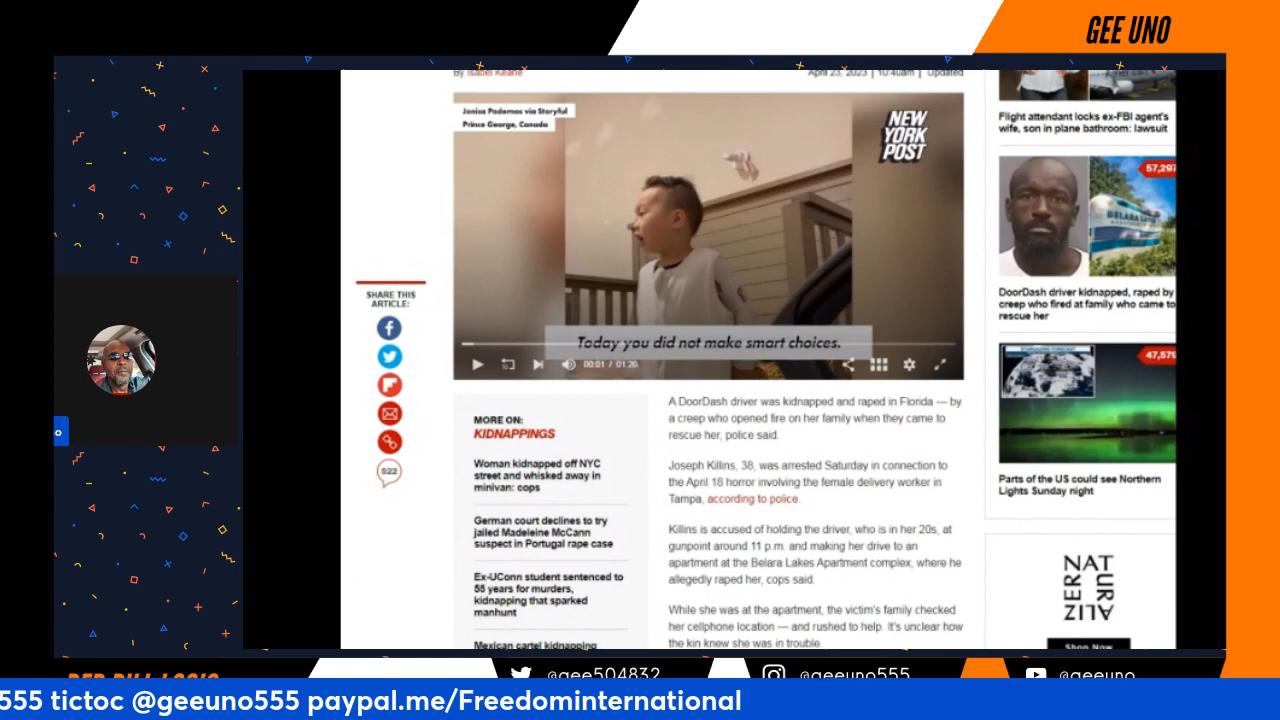 GEE UNO
By Isabel Keane
April 23, 2023 | 10:40am | Updated
Jonisa Padernos via Storyful
Prince George, Canada
NEW
YORK
POST
Today you did not make smart choices.
00:01 / 01:20
SHARE THIS
ARTICLE:
522
MORE ON:
KIDNAPPINGS
Woman kidnapped off NYC
street and whisked away in
minivan: cops
German court declines to try
jailed Madeleine McCann
suspect in Portugal rape case
Ex-UConn student sentenced to
55 years for murders,
kidnapping that sparked
manhunt
Mexican cartel kidnapping
A DoorDash driver was kidnapped and raped in Florida — by
a creep who opened fire on her family when they came to
rescue her, police said.
Joseph Killins, 38, was arrested Saturday in connection to
the April 18 horror involving the female delivery worker in
Tampa, according to police.
Killins is accused of holding the driver, who is in her 20s, at
gunpoint around 11 p.m. and making her drive to an
apartment at the Belara Lakes Apartment complex, where he
allegedly raped her, cops said.
While she was at the apartment, the victim's family checked
her cellphone location — and rushed to help. It's unclear how
the kin knew she was in trouble.
Flight attendant locks ex-FBI agent's
wife, son in plane bathroom: lawsuit
57,297
BELARA LAKES
DoorDash driver kidnapped, raped by
creep who fired at family who came to
rescue her
47,579
Parts of the US could see Northern
Lights Sunday night
NAT
URAL
IZER
Shop Now
o
RED PILL LOGIC
@gee504832
@geeuno555
@geeuno
555 tictoc @geeuno555 paypal.me/Freedominternational